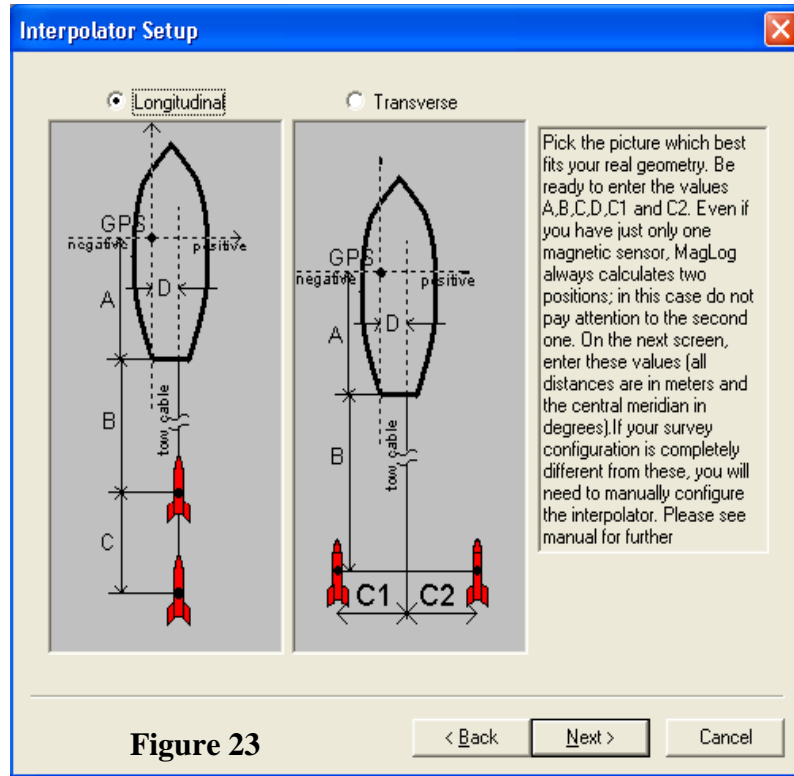 Interpolator Setup
Longitudinal
Transverse
GPS
negative
positive
A
D
B
tow cable
C
GPS
negative
positive
A
D
B
tow cable
C1
C2
Pick the picture which best
fits your real geometry. Be
ready to enter the values
A,B,C,D,C1 and C2. Even if
you have just only one
magnetic sensor, MagLog
always calculates two
positions; in this case do not
pay attention to the second
one. On the next screen,
enter these values (all
distances are in meters and
the central meridian in
degrees).If your survey
configuration is completely
different from these, you will
need to manually configure
the interpolator. Please see
manual for further
Figure 23
< Back
Next >
Cancel